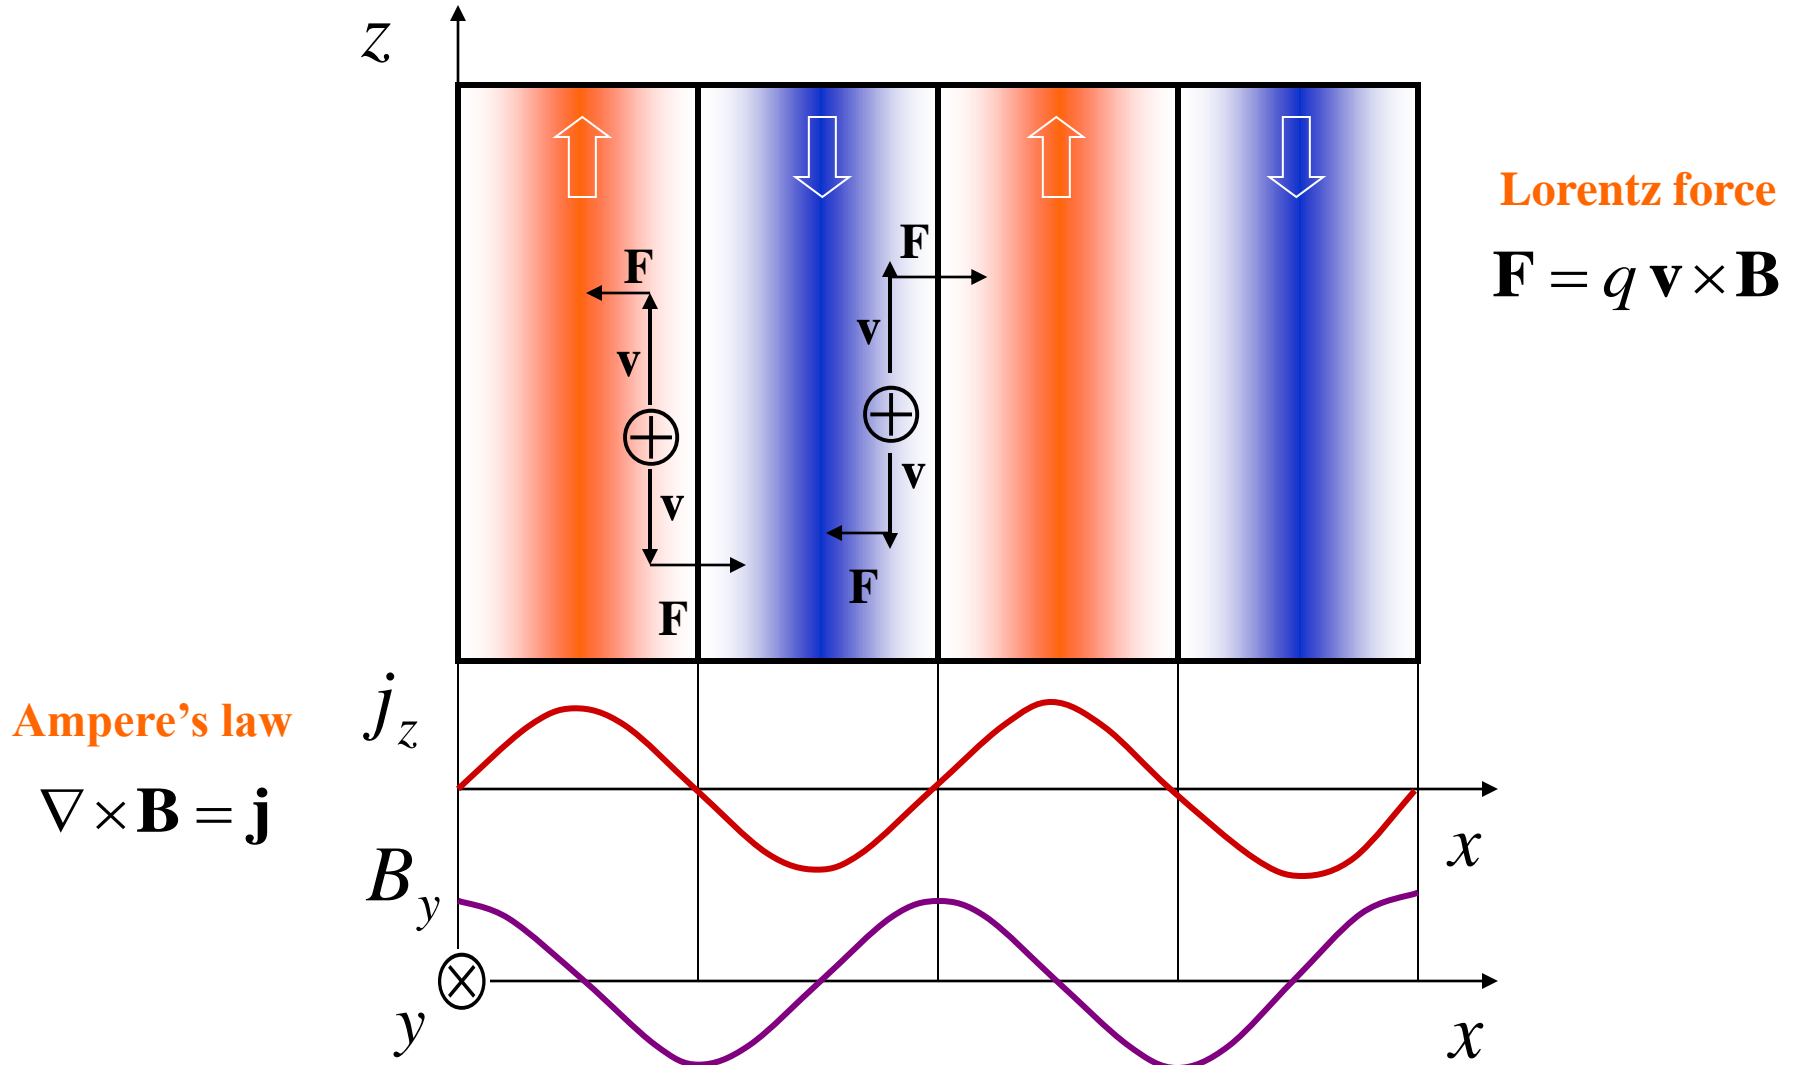 z
F
F
Lorentz force
F = q v × B
v
v
v
v
F
F
j_z
Ampere’s law
∇ × B = j
x
B_y
y
x